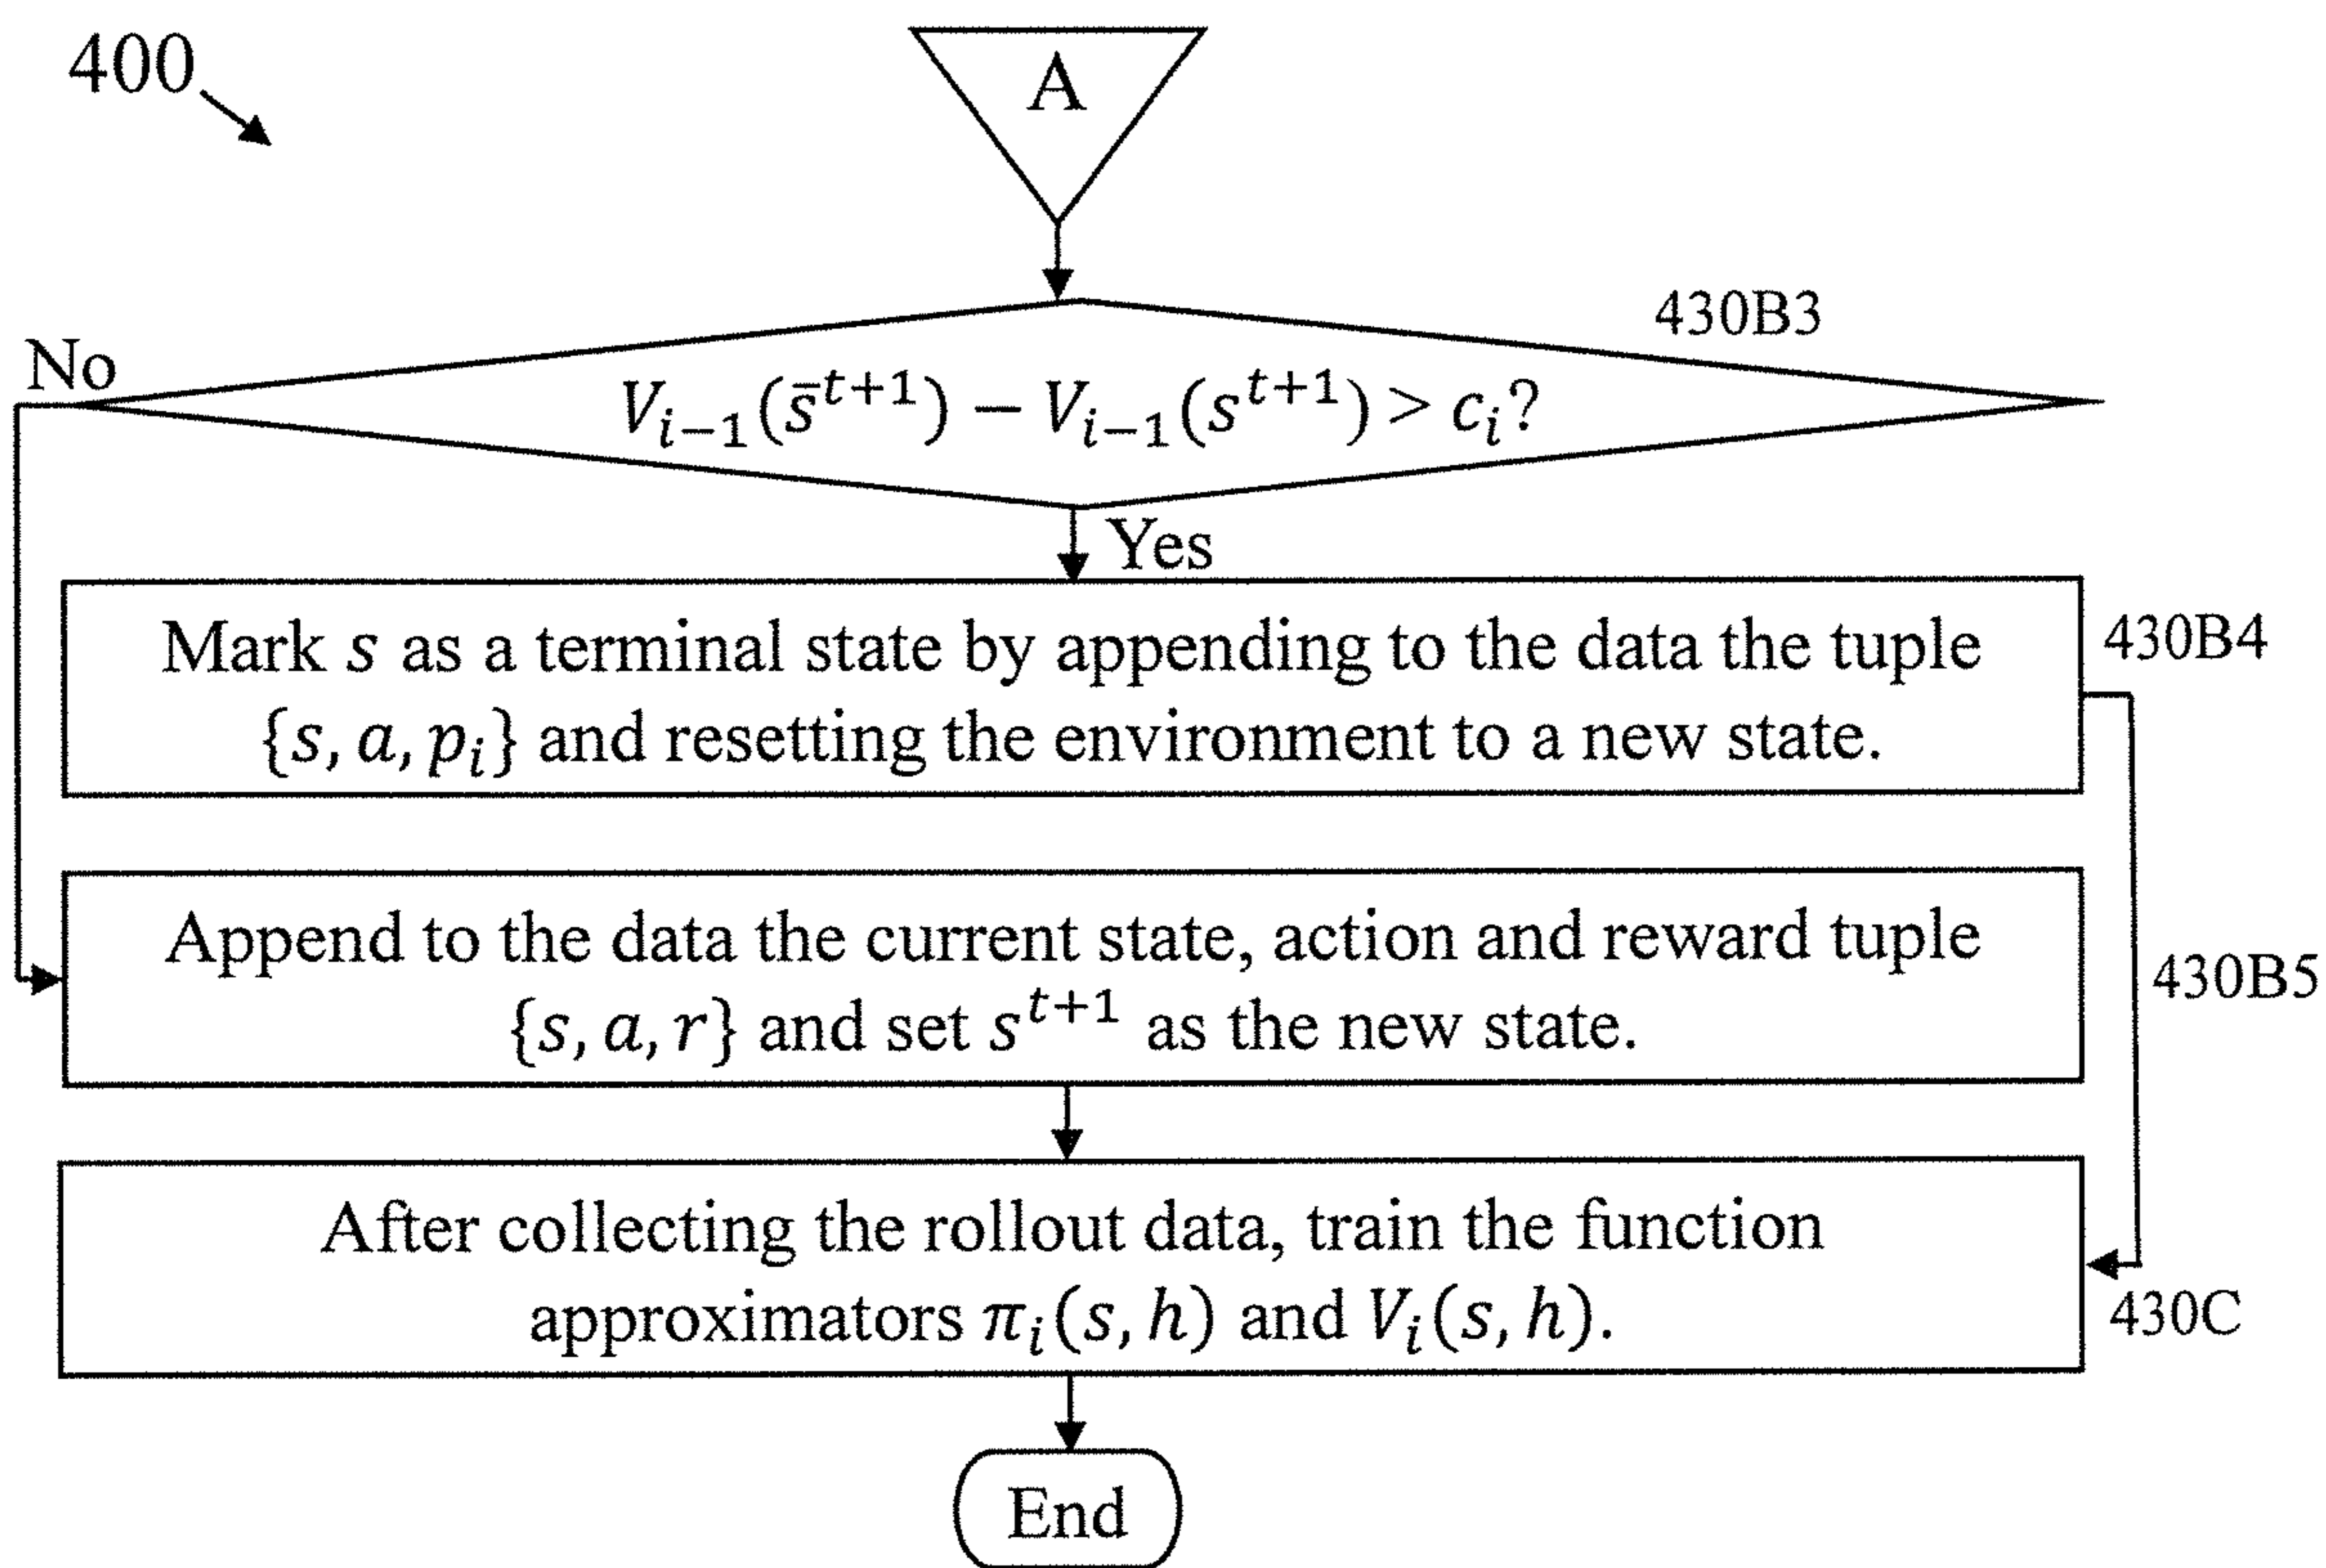 400
A
430B3
No
V_{i−1}(s̄^{t+1}) − V_{i−1}(s^{t+1}) > c_i?
Yes
Mark s as a terminal state by appending to the data the tuple
{s, a, p_i} and resetting the environment to a new state.
430B4
Append to the data the current state, action and reward tuple
{s, a, r} and set s^{t+1} as the new state.
430B5
After collecting the rollout data, train the function
approximators π_i(s, h) and V_i(s, h).
430C
End